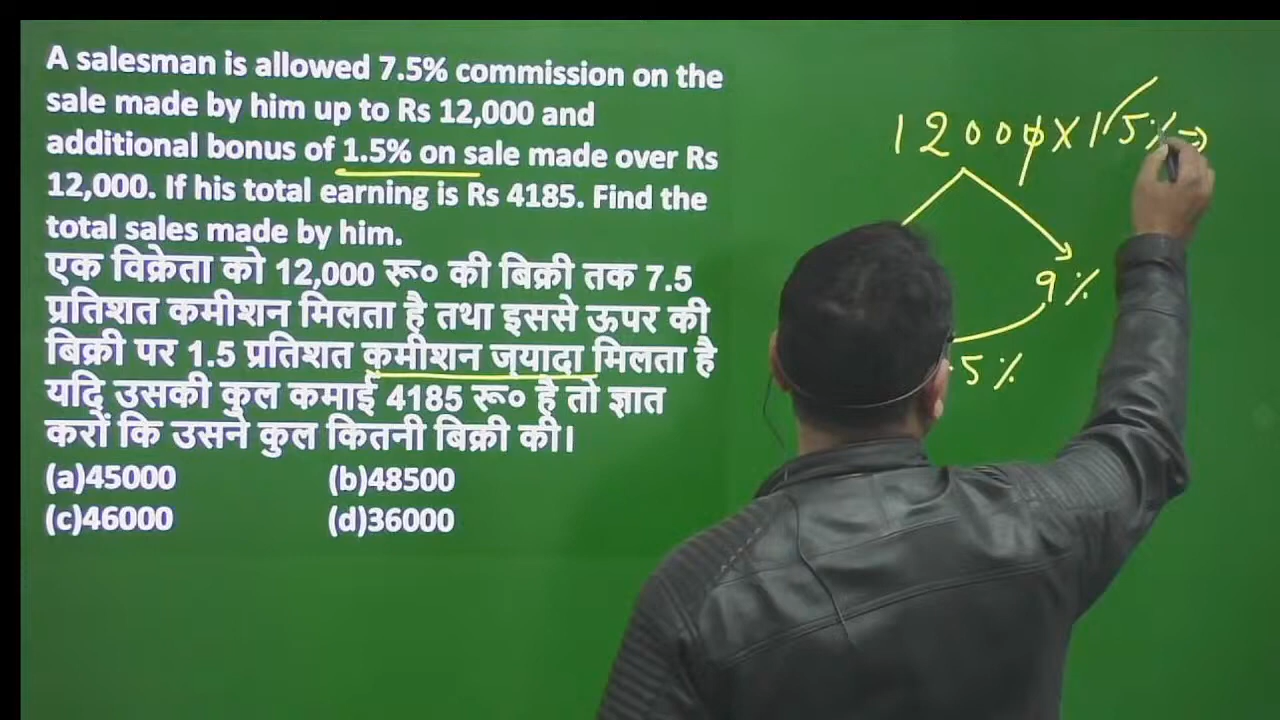 A salesman is allowed 7.5% commission on the
sale made by him up to Rs 12,000 and
additional bonus of 1.5% on sale made over Rs
12,000. If his total earning is Rs 4185. Find the
total sales made by him.
एक विक्रेता को 12,000 रू० की बिक्री तक 7.5
प्रतिशत कमीशन मिलता है तथा इससे ऊपर की
बिक्री पर 1.5 प्रतिशत कमीशन ज्यादा मिलता है
यदि उसकी कुल कमाई 4185 रू० है तो ज्ञात
करों कि उसने कुल कितनी बिक्री की।
(a)45000 (b)48500
(c)46000 (d)36000
12000 X 1.5% →
9%
.5%